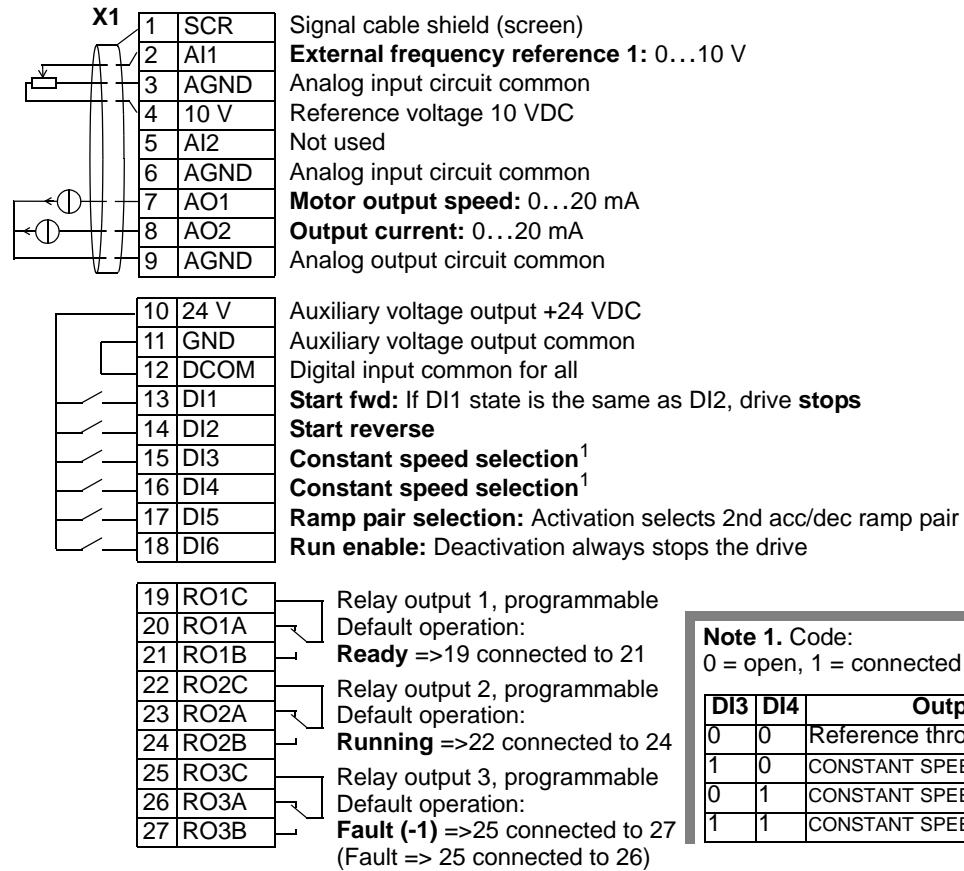 X1
1 SCR Signal cable shield (screen)
2 AI1 External frequency reference 1: 0…10 V
3 AGND Analog input circuit common
4 10 V Reference voltage 10 VDC
5 AI2 Not used
6 AGND Analog input circuit common
7 AO1 Motor output speed: 0…20 mA
8 AO2 Output current: 0…20 mA
9 AGND Analog output circuit common
10 24 V Auxiliary voltage output +24 VDC
11 GND Auxiliary voltage output common
12 DCOM Digital input common for all
13 DI1 Start fwd: If DI1 state is the same as DI2, drive stops
14 DI2 Start reverse
15 DI3 Constant speed selection1
16 DI4 Constant speed selection1
17 DI5 Ramp pair selection: Activation selects 2nd acc/dec ramp pair
18 DI6 Run enable: Deactivation always stops the drive
19 RO1C Relay output 1, programmable
20 RO1A Default operation:
21 RO1B Ready =>19 connected to 21
22 RO2C Relay output 2, programmable
23 RO2A Default operation:
24 RO2B Running =>22 connected to 24
25 RO3C Relay output 3, programmable
26 RO3A Default operation:
27 RO3B Fault (-1) =>25 connected to 27
(Fault => 25 connected to 26)
Note 1. Code:
0 = open, 1 = connected
DI3 DI4
0 0 Reference
1 0 CONSTANT
0 1 CONSTANT
1 1 CONSTANT